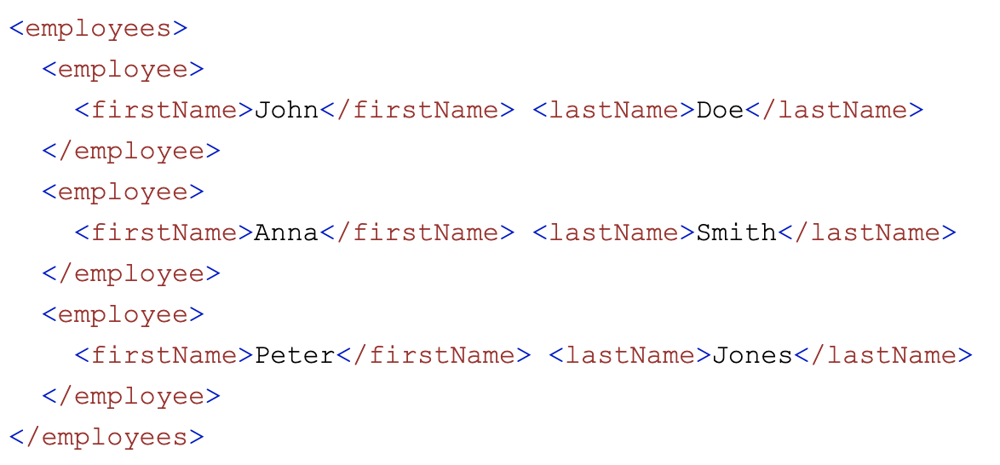 <employees>
  <employee>
    <firstName>John</firstName> <lastName>Doe</lastName>
  </employee>
  <employee>
    <firstName>Anna</firstName> <lastName>Smith</lastName>
  </employee>
  <employee>
    <firstName>Peter</firstName> <lastName>Jones</lastName>
  </employee>
</employees>